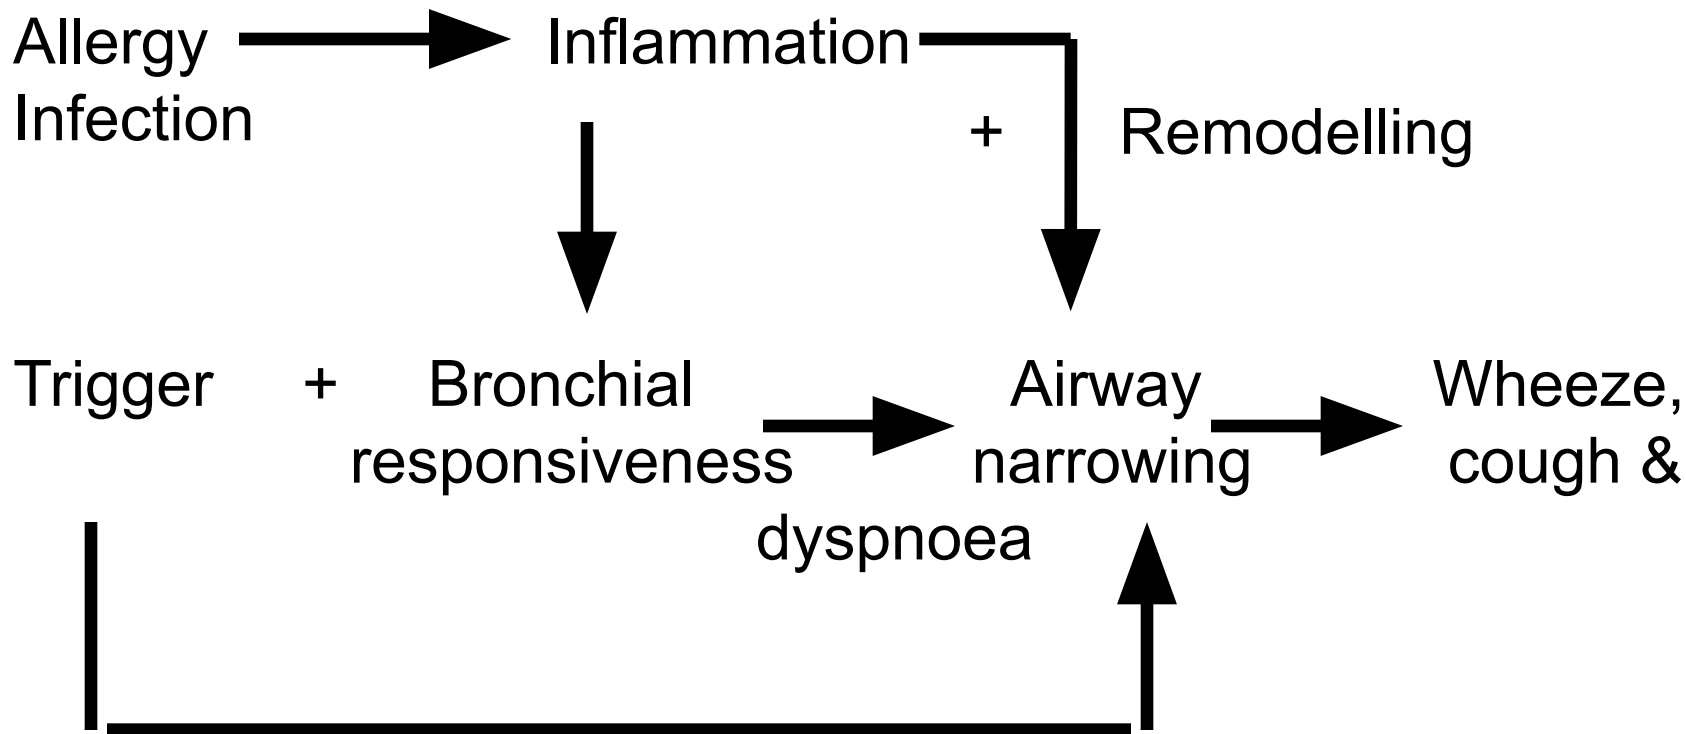 Allergy Inflammation
Infection
+ Remodelling
Trigger + Bronchial Airway Wheeze,
responsiveness narrowing cough &
dyspnoea